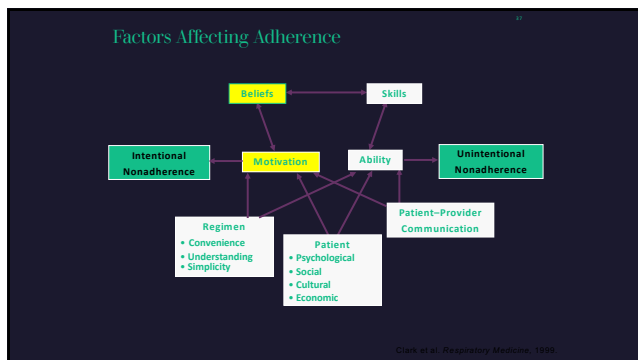 Factors Affecting Adherence
Beliefs
Skills
Intentional
Nonadherence
Motivation
Ability
Unintentional
Nonadherence
Regimen
• Convenience
• Understanding
• Simplicity
Patient
• Psychological
• Social
• Cultural
• Economic
Patient–Provider
Communication
Clark et al. Respiratory Medicine, 1999.